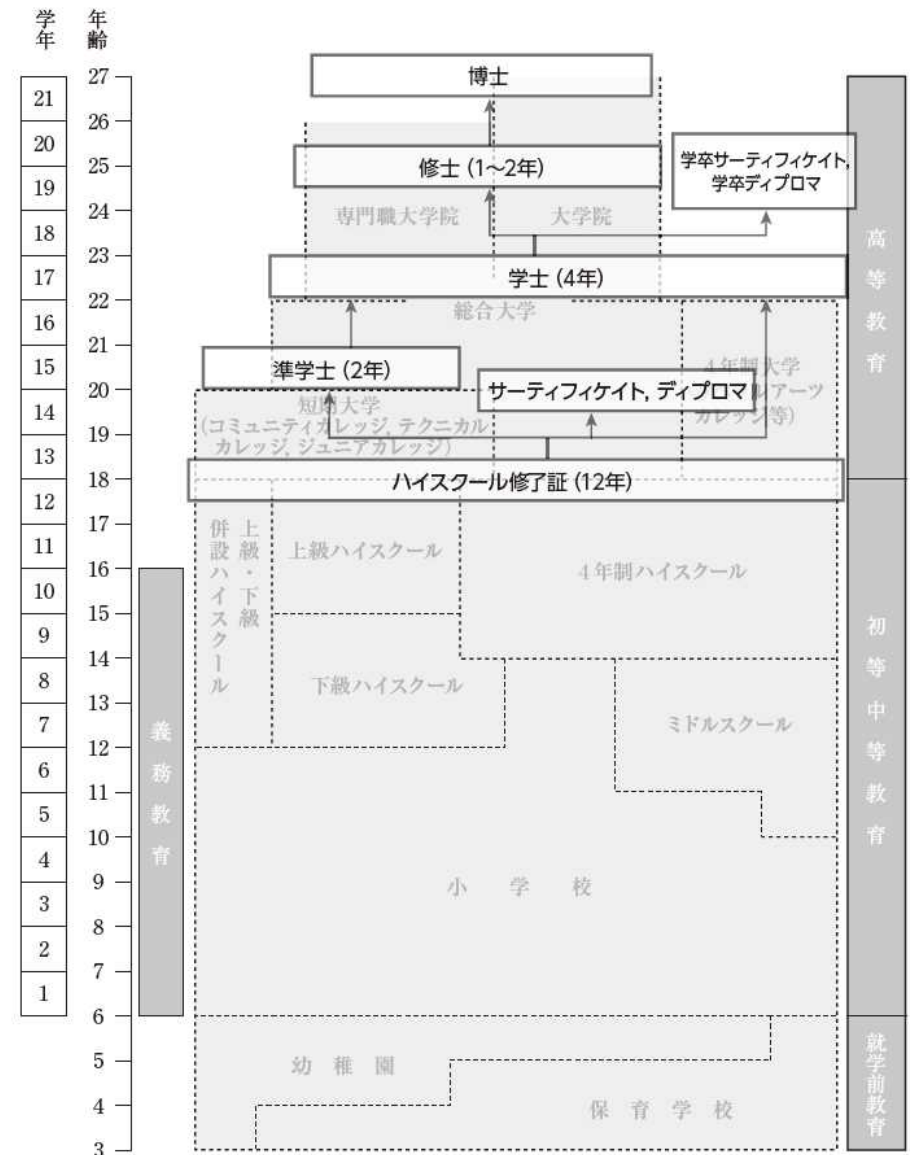 学年
年齢
27
21
26
20
25
19
24
18
23
17
22
16
21
15
20
14
19
13
18
12
17
11
16
10
15
9
14
8
13
7
12
6
11
5
10
4
9
3
8
2
7
1
6
5
4
3
義務教育
博士
修士（1～2年）
学卒サーティフィケイト，
学卒ディプロマ
専門職大学院
大学院
学士（4年）
総合大学
準学士（2年）
4年制大学
ルアーツ
カレッジ等）
サーティフィケイト，ディプロマ
短期大学
（コミュニティカレッジ，テクニカル
カレッジ，ジュニアカレッジ）
ハイスクール修了証（12年）
上級・下級
併設ハイスクール
上級ハイスクール
4年制ハイスクール
下級ハイスクール
ミドルスクール
小学校
幼稚園
保育学校
高等教育
初等中等教育
就学前教育